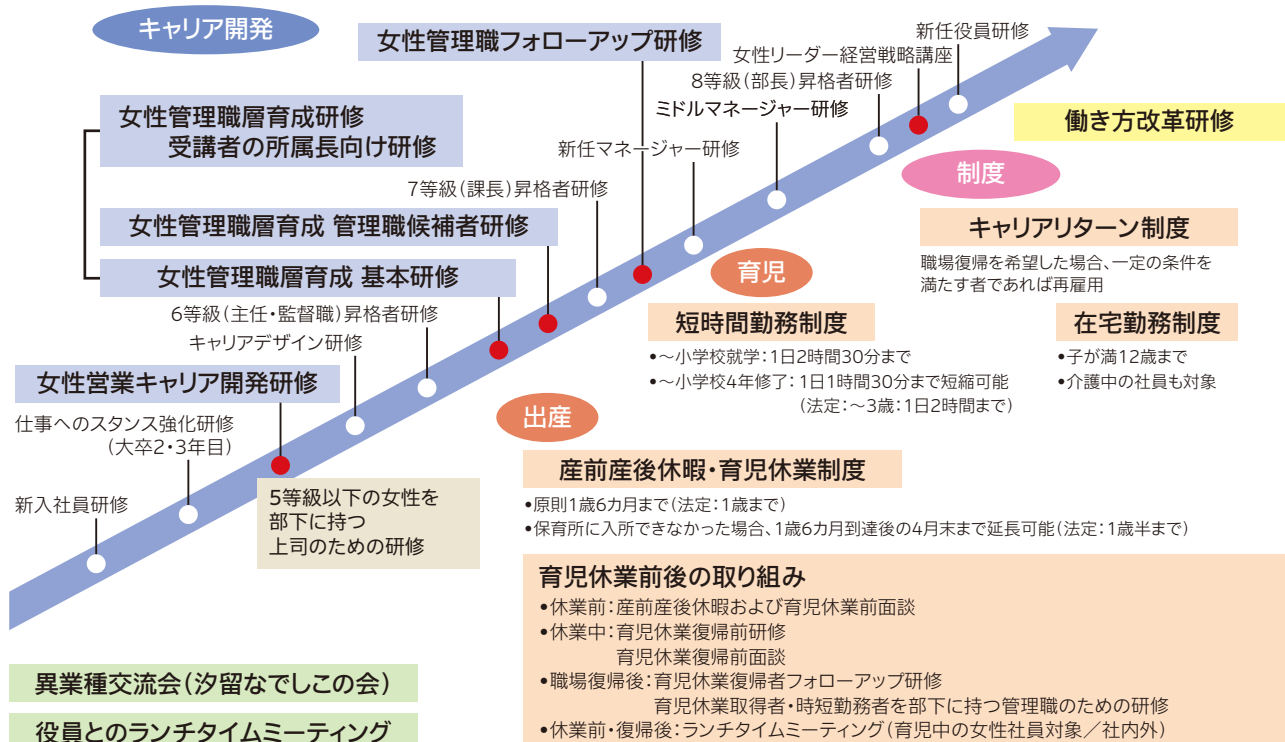 キャリア開発
女性管理職フォローアップ研修
新任役員研修
女性リーダー経営戦略講座
8等級(部長)昇格者研修
ミドルマネージャー研修
働き方改革研修
女性管理職層育成研修
受講者の所属長向け研修
新任マネージャー研修
制度
7等級(課長)昇格者研修
女性管理職層育成 管理職候補者研修
キャリアリターン制度
職場復帰を希望した場合、一定の条件を
満たす者であれば再雇用
女性管理職層育成 基本研修
育児
6等級(主任・監督職)昇格者研修
キャリアデザイン研修
短時間勤務制度
•～小学校就学：1日2時間30分まで
•～小学校4年修了：1日1時間30分まで短縮可能
(法定：～3歳：1日2時間まで)
在宅勤務制度
•子が満12歳まで
•介護中の社員も対象
女性営業キャリア開発研修
仕事へのスタンス強化研修
(大卒2・3年目)
出産
産前産後休暇・育児休業制度
•原則1歳6カ月まで(法定：1歳まで)
•保育所に入所できなかった場合、1歳6カ月到達後の4月末まで延長可能(法定：1歳半まで)
新入社員研修
5等級以下の女性を
部下に持つ
上司のための研修
育児休業前後の取り組み
•休業前：産前産後休暇および育児休業前面談
•休業中：育児休業復帰前研修
育児休業復帰前面談
•職場復帰後：育児休業復帰者フォローアップ研修
育児休業取得者・時短勤務者を部下に持つ管理職のための研修
•休業前・復帰後：ランチタイムミーティング(育児中の女性社員対象／社内外)
異業種交流会(汐留なでしこの会)
役員とのランチタイムミーティング